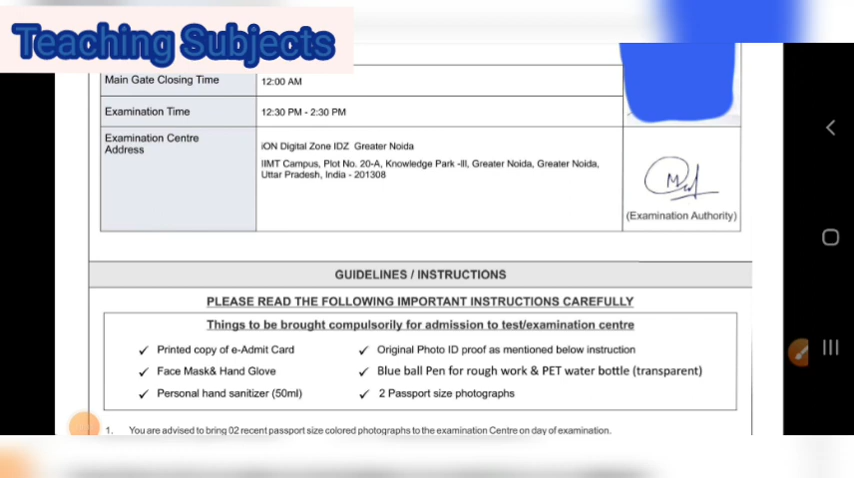 Teaching Subjects
Main Gate Closing Time
12:00 AM
Examination Time
12:30 PM - 2:30 PM
Examination Centre
Address
iON Digital Zone IDZ Greater Noida
IIMT Campus, Plot No. 20-A, Knowledge Park -III, Greater Noida, Greater Noida,
Uttar Pradesh, India - 201308
(Examination Authority)
GUIDELINES / INSTRUCTIONS
PLEASE READ THE FOLLOWING IMPORTANT INSTRUCTIONS CAREFULLY
Things to be brought compulsorily for admission to test/examination centre
✓ Printed copy of e-Admit Card
✓ Original Photo ID proof as mentioned below instruction
✓ Face Mask& Hand Glove
✓ Blue ball Pen for rough work & PET water bottle (transparent)
✓ Personal hand sanitizer (50ml)
✓ 2 Passport size photographs
1. You are advised to bring 02 recent passport size colored photographs to the examination Centre on day of examination.